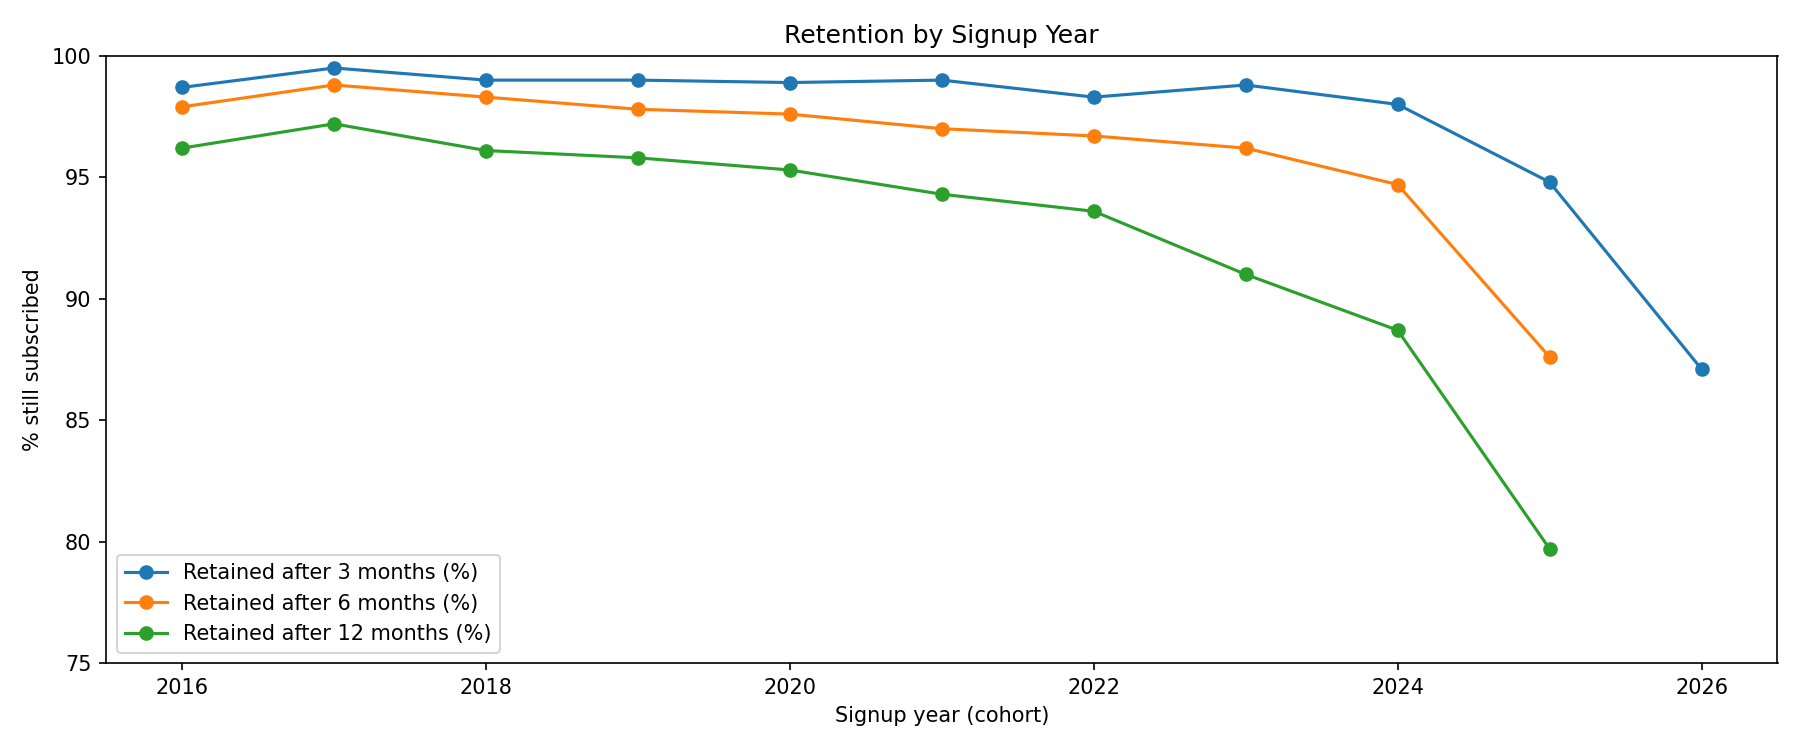 Retention by Signup Year
100
95
90
85
80
75
% still subscribed
Retained after 3 months (%)
Retained after 6 months (%)
Retained after 12 months (%)
2016 2018 2020 2022 2024 2026
Signup year (cohort)